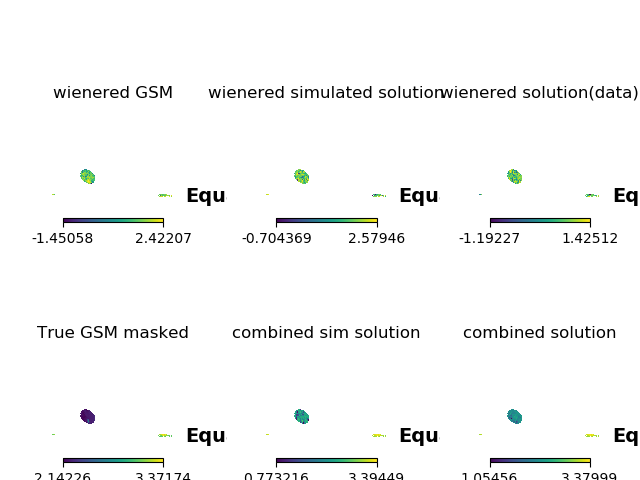 wienered GSM
wienered simulated solution
wienered solution(data)
Equ
Equ
Eq
-1.45058 2.42207
-0.704369 2.57946
-1.19227 1.42512
True GSM masked
combined sim solution
combined solution
Equ
Equ
Eq
2.14226 3.37174
0.773216 3.39449
1.05456 3.37999